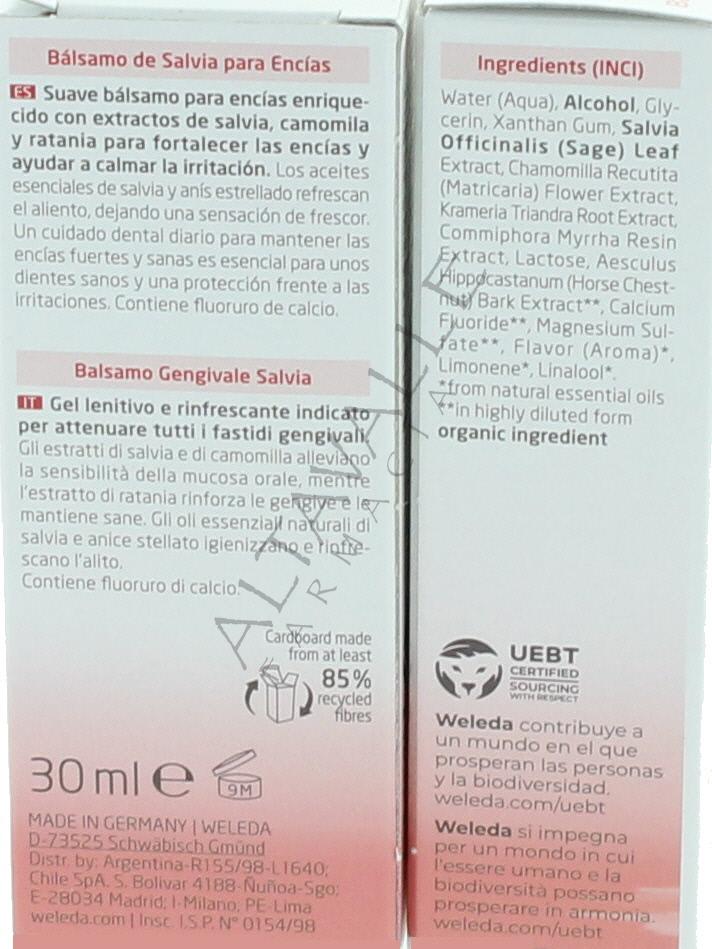 Bálsamo de Salvia para Encías
ES Suave bálsamo para encías enrique-
cido con extractos de salvia, camomila
y ratania para fortalecer las encías y
ayudar a calmar la irritación. Los aceites
esenciales de salvia y anís estrellado refrescan
el aliento, dejando una sensación de frescor.
Un cuidado dental diario para mantener las
encías fuertes y sanas es esencial para unos
dientes sanos y una protección frente a las
irritaciones. Contiene fluoruro de calcio.
Balsamo Gengivale Salvia
IT Gel lenitivo e rinfrescante indicato
per attenuare tutti i fastidi gengivali.
Gli estratti di salvia e di camomilla alleviano
la sensibilità della mucosa orale, mentre
l'estratto di ratania rinforza le gengive e le
mantiene sane. Gli oli essenziali naturali di
salvia e anice stellato igienizzano e rinfre-
scano l'alito.
Contiene fluoruro di calcio.
Cardboard made
from at least
85%
recycled
fibres
30 ml e
9M
MADE IN GERMANY | WELEDA
D-73525 Schwäbisch Gmünd
Distr. by: Argentina-R155/98-L1640;
Chile SpA. S. Bolivar 4188-Ñuñoa-Sgo;
E-28034 Madrid; I-Milano, PE-Lima
weleda.com | Insc. I.S.P. N° 0154/98
Ingredients (INCI)
Water (Aqua), Alcohol, Gly-
cerin, Xanthan Gum, Salvia
Officinalis (Sage) Leaf
Extract, Chamomilla Recutita
(Matricaria) Flower Extract,
Krameria Triandra Root Extract,
Commiphora Myrrha Resin
Extract, Lactose, Aesculus
Hippocastanum (Horse Chest-
nut) Bark Extract**, Calcium
Fluoride**, Magnesium Sul-
fate**, Flavor (Aroma)*,
Limonene*, Linalool*.
*from natural essential oils
**in highly diluted form
organic ingredient
UEBT
CERTIFIED
SOURCING
WITH RESPECT
Weleda contribuye a
un mundo en el que
prosperan las personas
y la biodiversidad.
weleda.com/uebt
Weleda si impegna
per un mondo in cui
l'essere umano e la
biodiversità possano
prosperare in armonia.
weleda.com/uebt
ALTAVALLE
FARMACIA